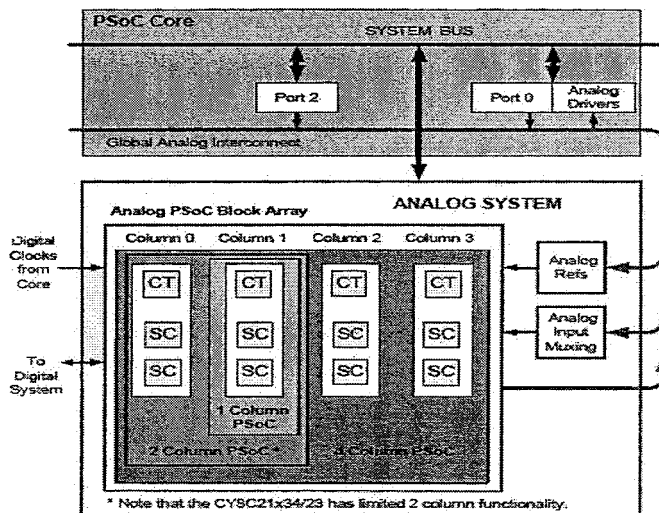 PSoC Core
SYSTEM BUS
Port 2
Port 0
Analog
Drivers
Global Analog Interconnect
ANALOG SYSTEM
Analog PSoC Block Array
Digital
Clocks
from
Core
Column 0 Column 1 Column 2 Column 3
CT CT CT CT
Analog
Refs
SC SC SC SC
Analog
Input
Muxing
SC SC SC SC
To
Digital
System
1 Column
PSoC
2 Column PSoC *
Column PSoC
* Note that the CY8C21x34/23 has limited 2 column functionality.